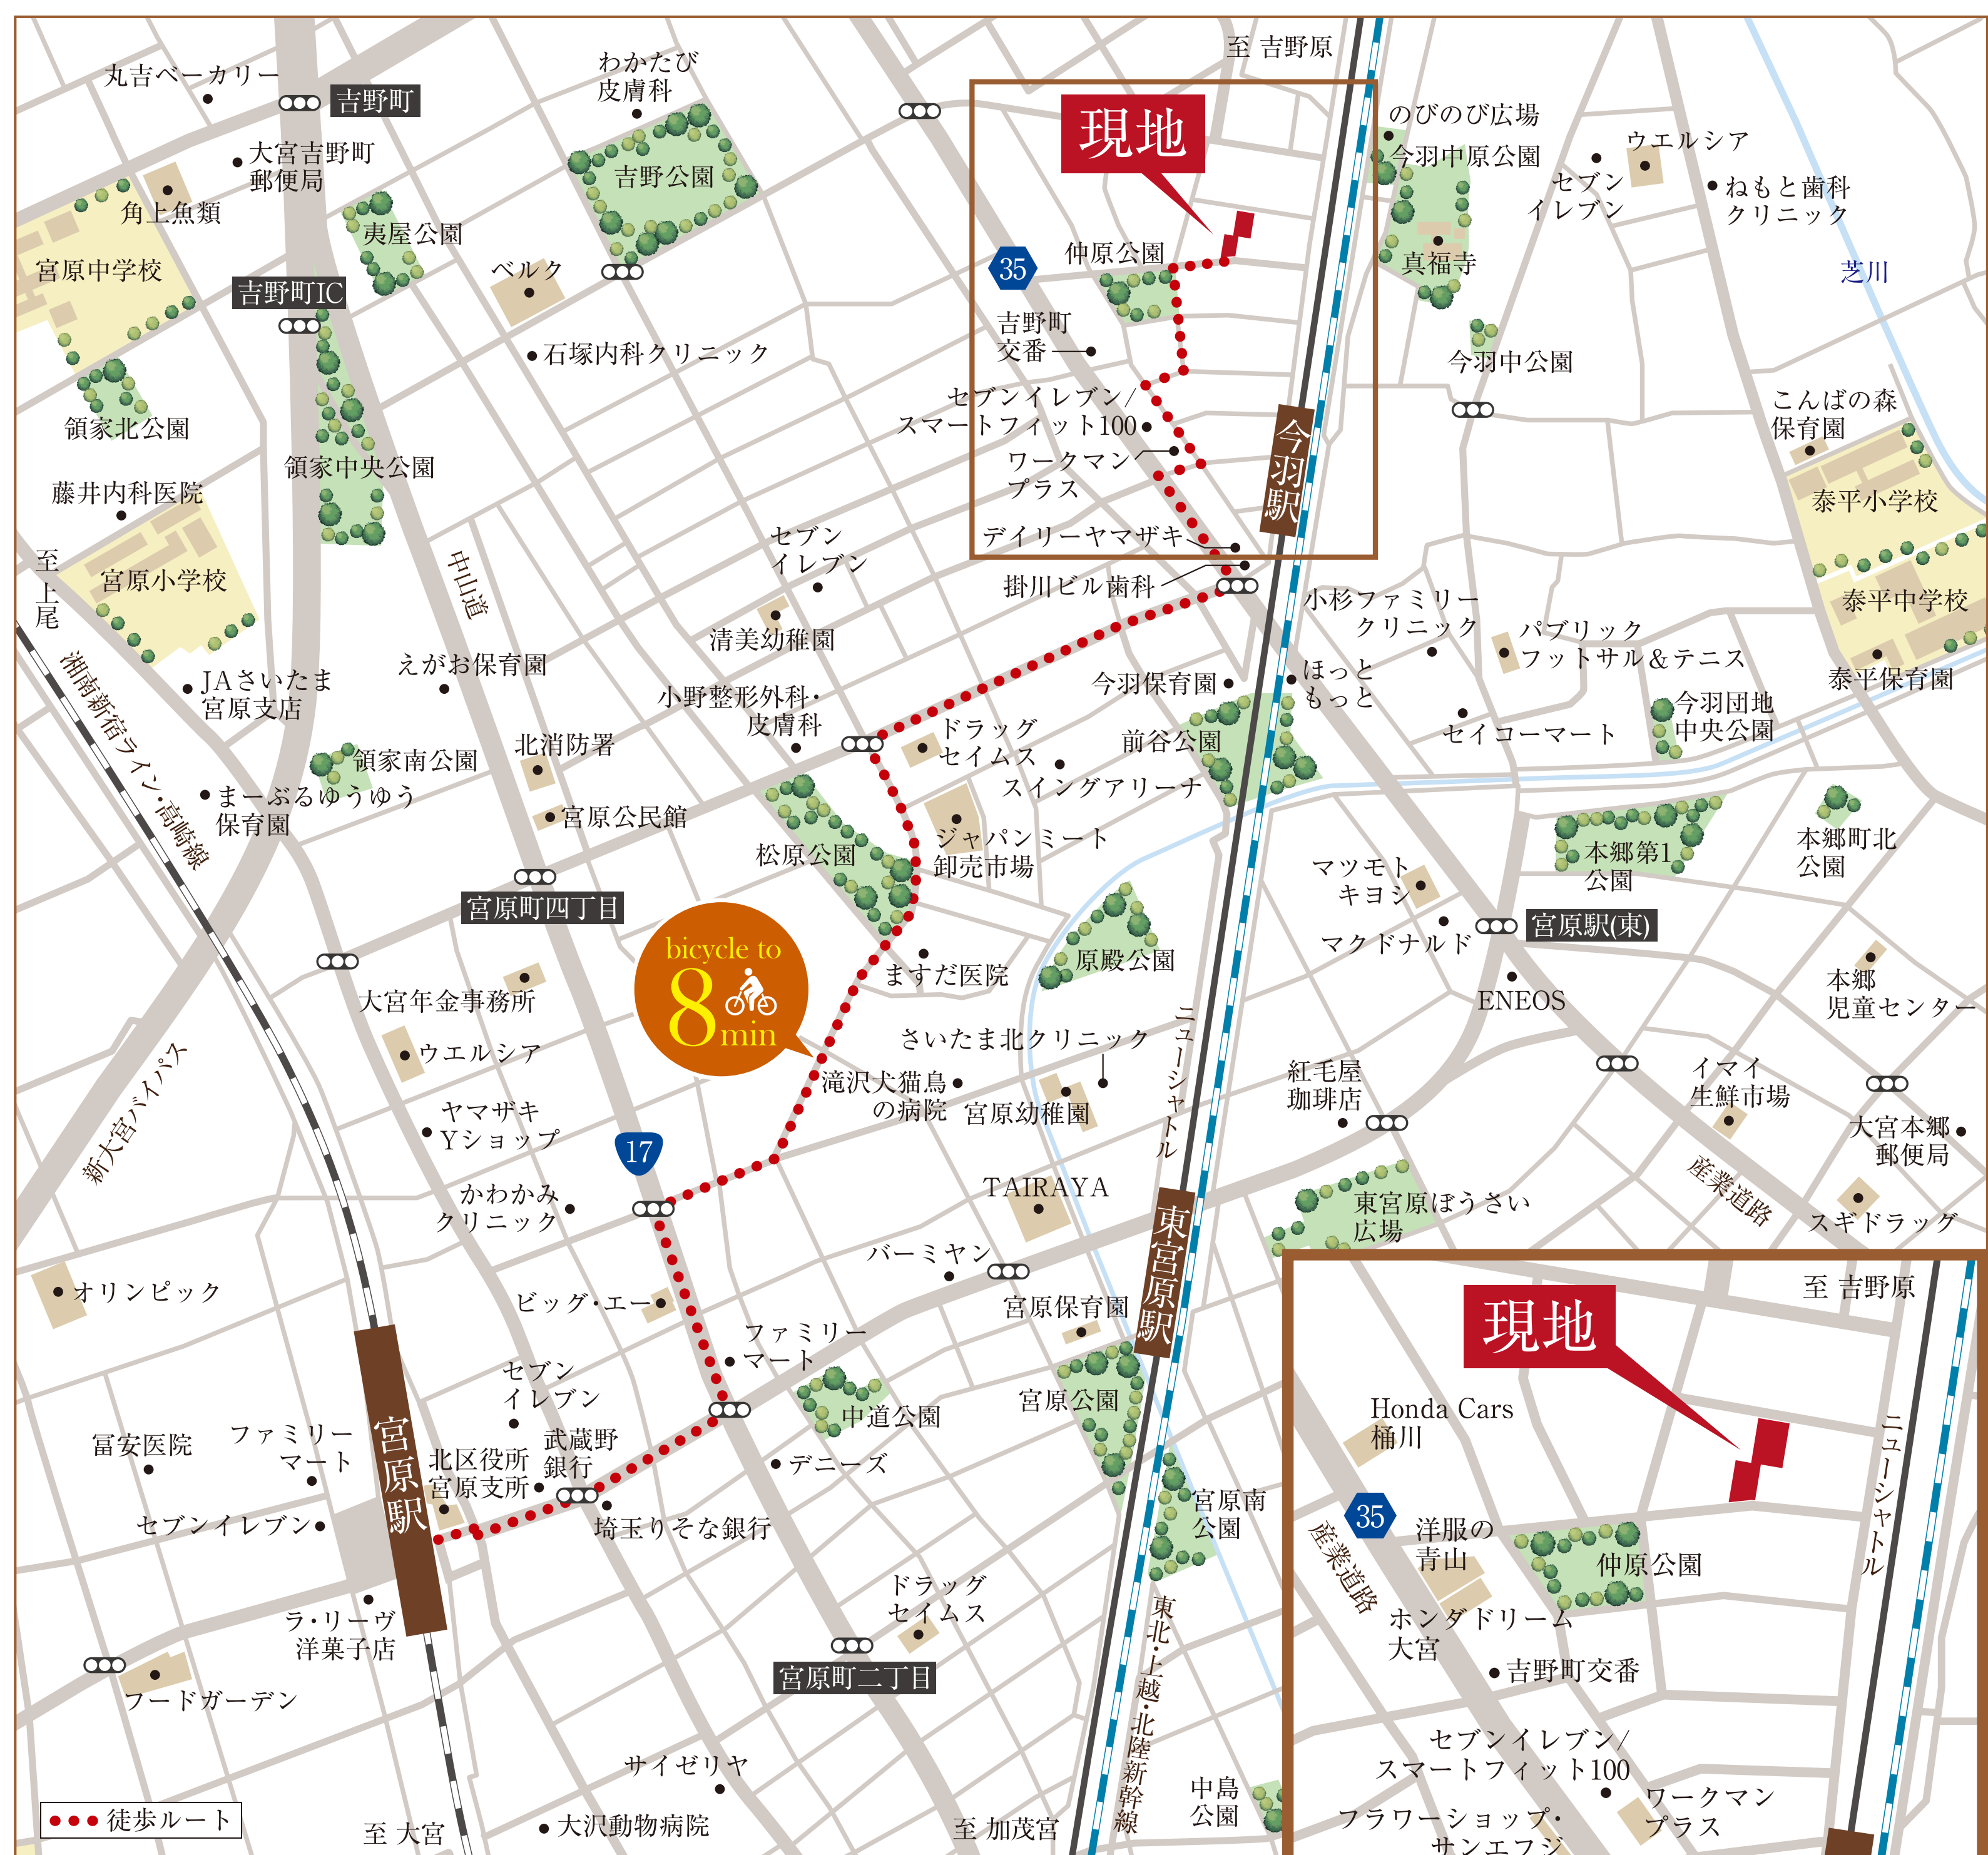 至 吉野原
丸吉ベーカリー
吉野町
わかたび
皮膚科
現地
のびのび広場
今羽中原公園
ウエルシア
大宮吉野町
郵便局
吉野公園
セブン
イレブン
ねもと歯科
クリニック
角上魚類
夷屋公園
宮原中学校
ベルク
35
仲原公園
真福寺
芝川
吉野町IC
吉野町
交番
石塚内科クリニック
今羽中公園
領家北公園
セブンイレブン/
スマートフィット100
こんばの森
保育園
領家中央公園
ワークマン
プラス
今羽駅
藤井内科医院
泰平小学校
デイリーヤマザキ
セブン
イレブン
中山道
至 上尾
宮原小学校
掛川ビル歯科
小杉ファミリー
クリニック
泰平中学校
清美幼稚園
パブリック
フットサル&テニス
湘南新宿ライン・高崎線
えがお保育園
JAさいたま
宮原支店
小野整形外科・
皮膚科
今羽保育園
ほっと
もっと
泰平保育園
今羽団地
中央公園
北消防署
ドラッグ
セイムス
前谷公園
セイコーマート
領家南公園
スイングアリーナ
まーぶるゆうゆう
保育園
宮原公民館
松原公園
ジャパンミート
卸売市場
マツモト
キヨシ
本郷第1
公園
本郷町北
公園
宮原町四丁目
宮原駅(東)
bicycle to
8
min
マクドナルド
ますだ医院
原殿公園
本郷
児童センター
大宮年金事務所
ENEOS
ニューシャトル
さいたま北クリニック
新大宮バイパス
ウエルシア
滝沢犬猫鳥
の病院
宮原幼稚園
紅毛屋
珈琲店
イマイ
生鮮市場
ヤマザキ
Yショップ
大宮本郷
郵便局
17
産業道路
かわかみ
クリニック
TAIRAYA
東宮原ぼうさい
広場
スギドラッグ
東宮原駅
バーミヤン
オリンピック
ビッグ・エー
宮原保育園
ファミリー
マート
セブン
イレブン
中道公園
宮原公園
冨安医院
ファミリー
マート
宮原駅
北区役所
宮原支所
武蔵野
銀行
デニーズ
セブンイレブン
埼玉りそな銀行
宮原南
公園
ドラッグ
セイムス
ラ・リーヴ
洋菓子店
東北・上越・北陸新幹線
宮原町二丁目
フードガーデン
サイゼリヤ
中島
公園
徒歩ルート
至 大宮
大沢動物病院
至 加茂宮
至 吉野原
現地
Honda Cars
桶川
ニューシャトル
35
産業道路
洋服の
青山
仲原公園
ホンダドリーム
大宮
吉野町交番
セブンイレブン/
スマートフィット100
ワークマン
プラス
フラワーショップ・
サンエフジ